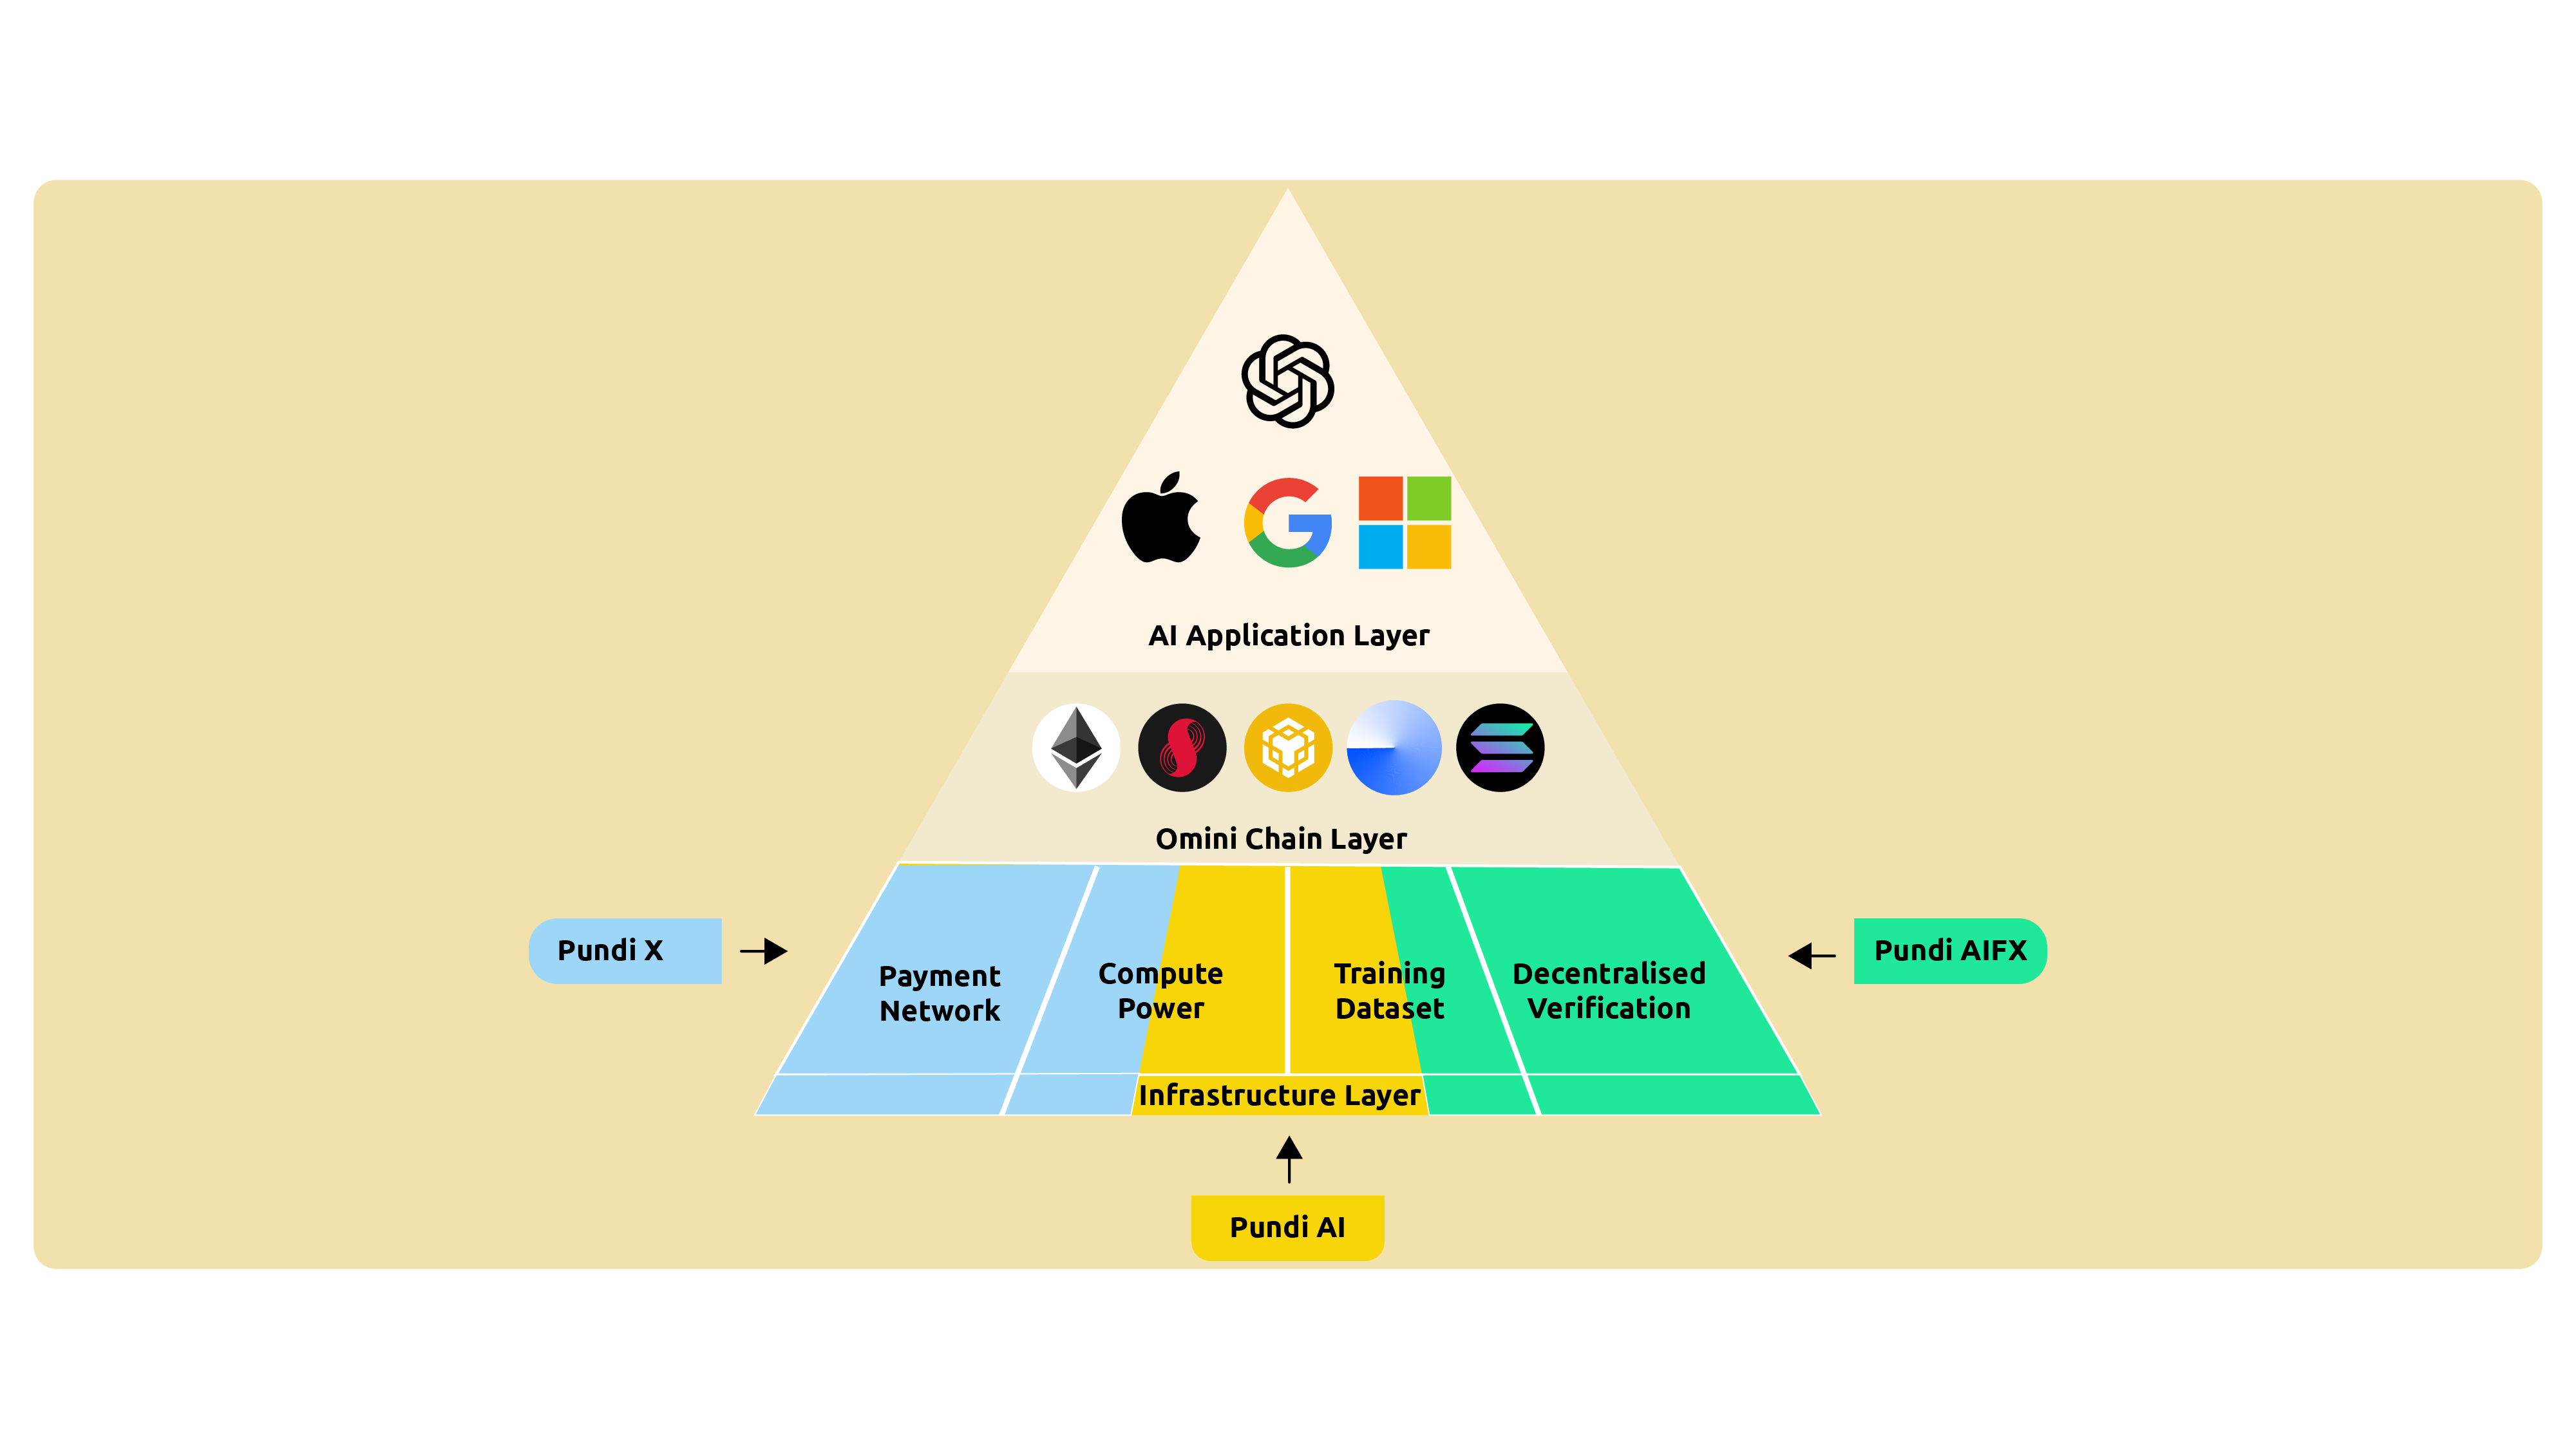 AI Application Layer
Omini Chain Layer
Pundi X
Payment
Network
Compute
Power
Training
Dataset
Decentralised
Verification
Pundi AIFX
Infrastructure Layer
Pundi AI